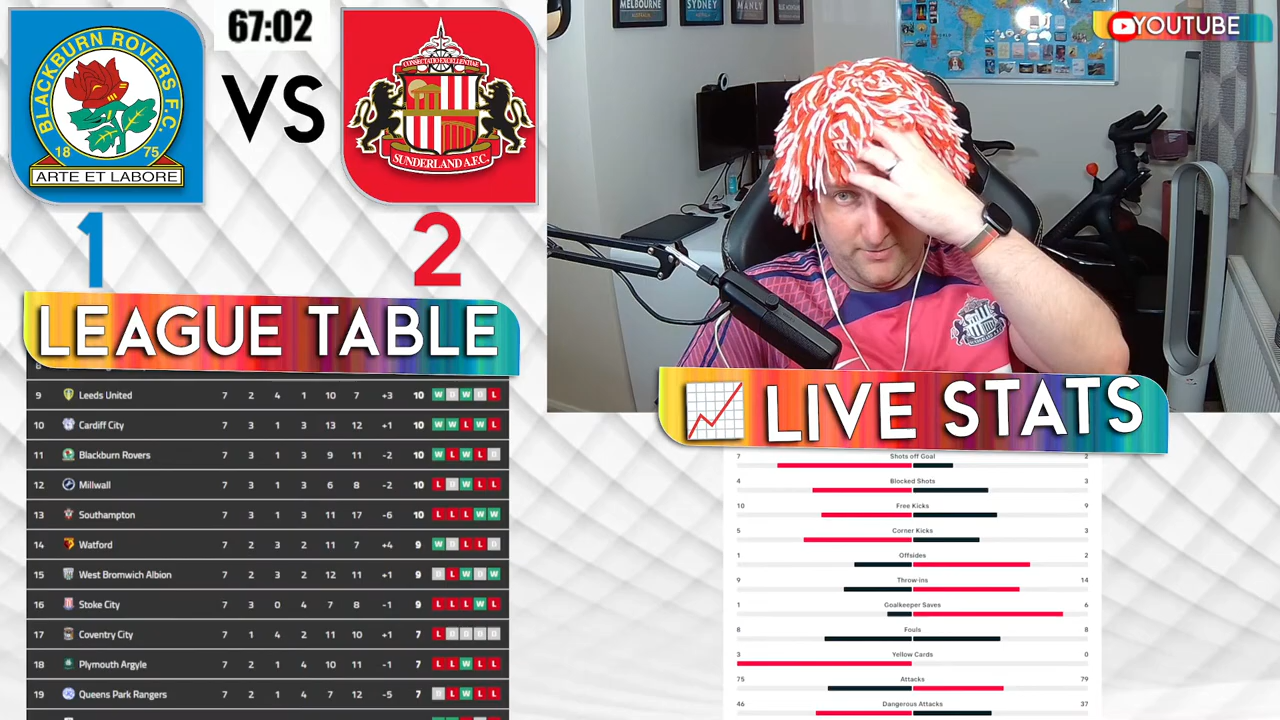 BLACKBURN ROVERS F.C.
18 75
ARTE ET LABORE
67:02
VS
CONSECTATIO EXCELLENTIAE
SUNDERLAND A.F.C.
1
2
LEAGUE TABLE
8
9 Leeds United 7 2 4 1 10 7 +3 10 W D W D L
10 Cardiff City 7 3 1 3 13 12 +1 10 W W L W L
11 Blackburn Rovers 7 3 1 3 9 11 -2 10 W L W L D
12 Millwall 7 3 1 3 6 8 -2 10 L D W L L
13 Southampton 7 3 1 3 11 17 -6 10 L L L W W
14 Watford 7 2 3 2 11 7 +4 9 W D L L D
15 West Bromwich Albion 7 2 3 2 12 11 +1 9 D L W D W
16 Stoke City 7 3 0 4 7 8 -1 9 L L L W L
17 Coventry City 7 1 4 2 11 10 +1 7 L D D D D
18 Plymouth Argyle 7 2 1 4 10 11 -1 7 L L W L L
19 Queens Park Rangers 7 2 1 4 7 12 -5 7 D L W L L
MELBOURNE
AUSTRALIA
SYDNEY
AUSTRALIA
MANLY
YOUTUBE
LIVE STATS
7 Shots off Goal 2
4 Blocked Shots 3
10 Free Kicks 9
5 Corner Kicks 3
1 Offsides 2
9 Throw-ins 14
1 Goalkeeper Saves 6
8 Fouls 8
3 Yellow Cards 0
75 Attacks 79
46 Dangerous Attacks 37